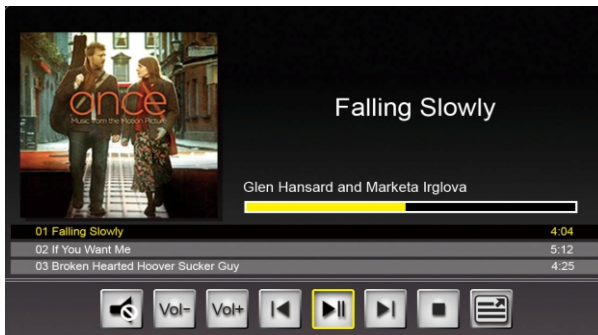 once
Music from the Motion Picture
Falling Slowly
Glen Hansard and Marketa Irglova
01 Falling Slowly 4:04
02 If You Want Me 5:12
03 Broken Hearted Hoover Sucker Guy 4:25
Vol- Vol+